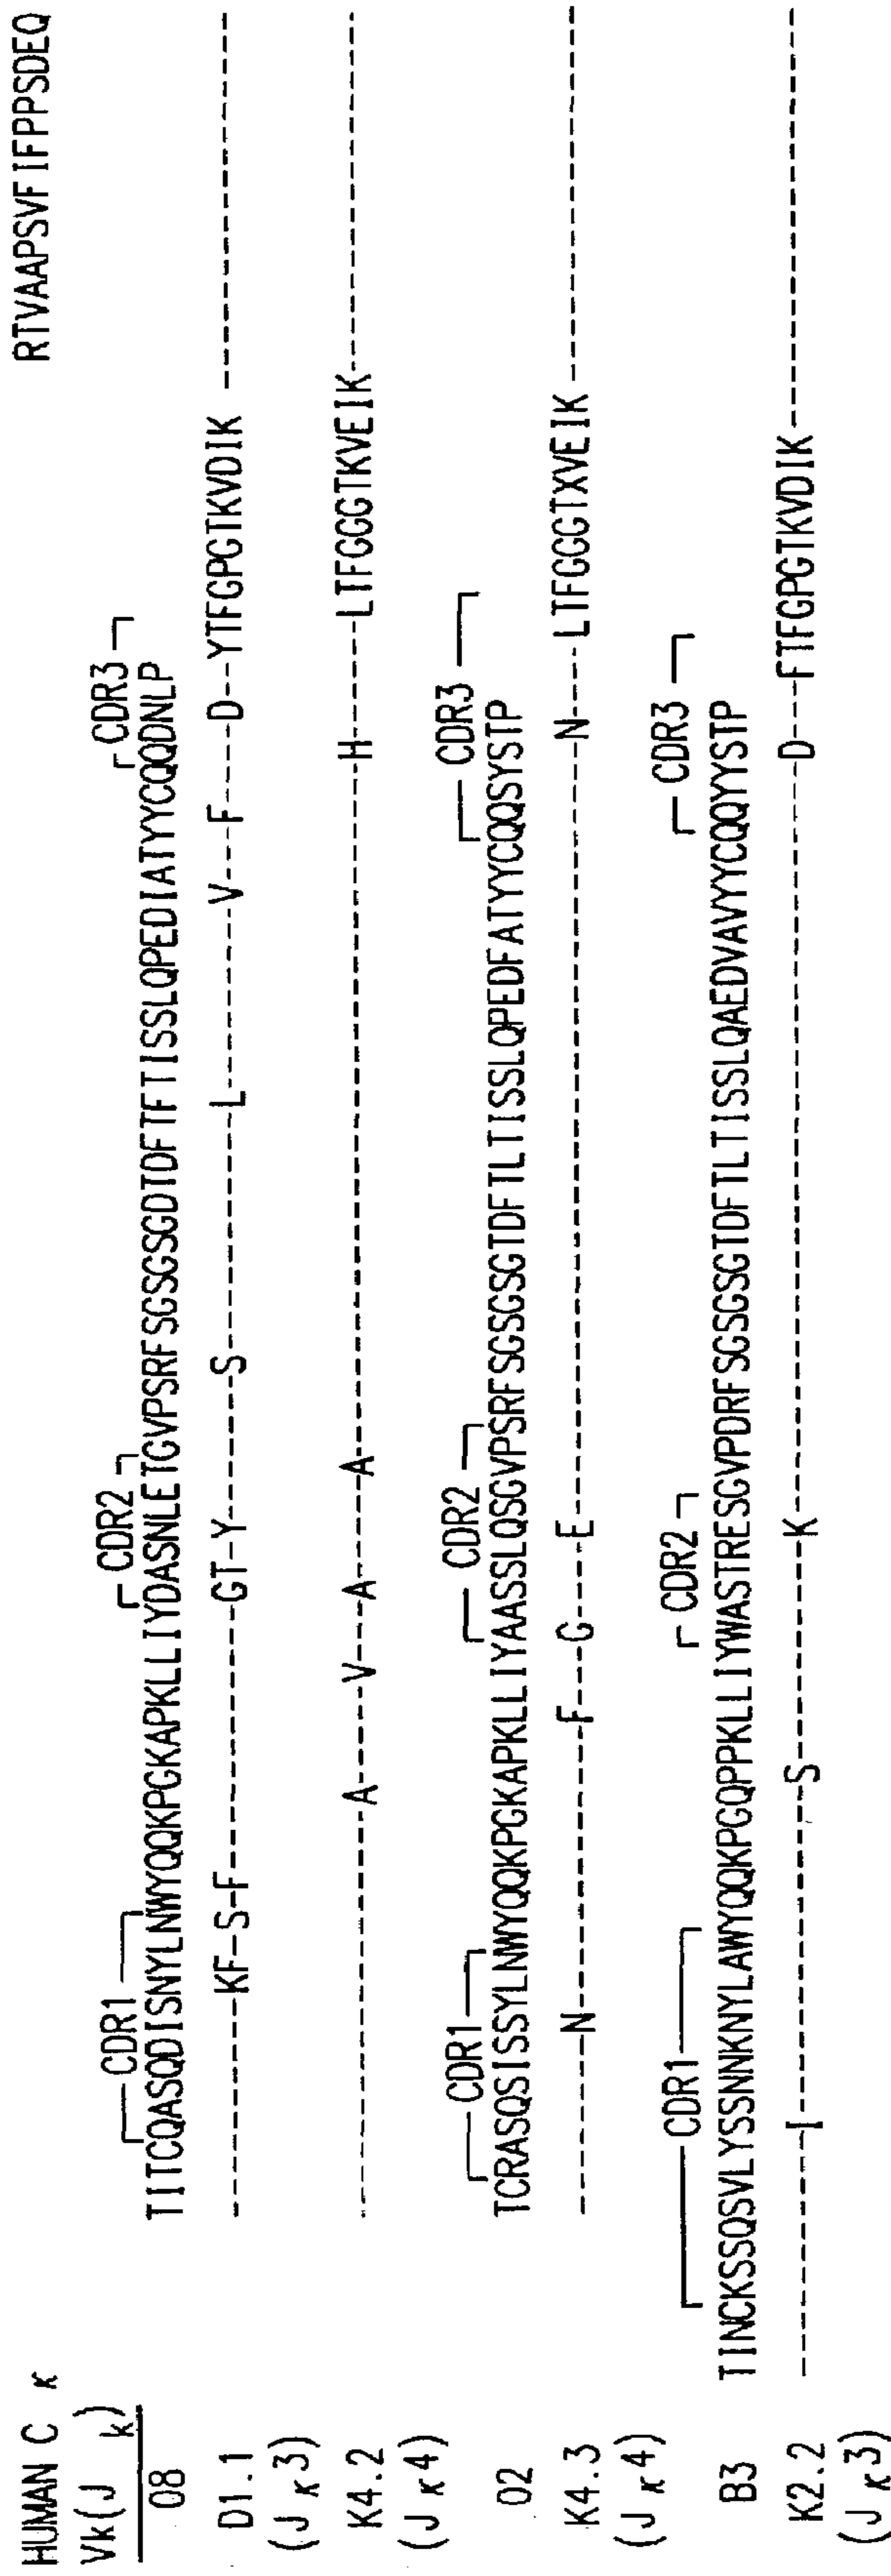 HUMAN C κ RTVAAPSVFIFPPSDEQ
Vk(J k)
CDR1 CDR2 CDR3
08 TITCQASQDISNYLNWYQQKPGKAPKLLIYDASNLETGVPSRFSGSGSGDTDFTFTISSLQPEDIATYYCQQDNLP
D1.1 -----------KF-S-F----------------GT-Y--------S-------------L----------V---F----D--YTFGPGTKVDIK -----------------
(J κ3)
K4.2 -----------------------A-----V---A------A-----------------------------------H-----LTFGGGTKVEIK-----------------
(J κ4)
CDR1 CDR2 CDR3
02 TCRASQSISSYLNWYQQKPGKAPKLLIYAASSLQSGVPSRFSGSGSGTDFTLTISSLQPEDFATYYCQQSYSTP
K4.3 ---------N--------------F---G----E---------------------------------------N---LTFGGGTXVEIK -----------------
(J κ4)
CDR1 CDR2 CDR3
B3 TINCKSSQSVLYSSNNKNYLAWYQQKPGQPPKLLIYWASTRESGVPDRFSGSGSGTDFTLTISSLQAEDVAVYYCQQYYSTP
K2.2 ------------I----------------S---------K-------------------------------------D---FTFGPGTKVDIK -----------------
(J κ3)